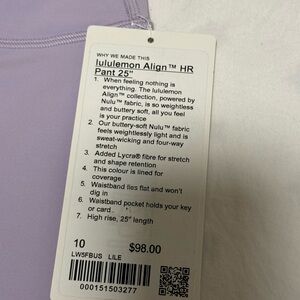 WHY WE MADE THIS
lululemon Align™ HR
Pant 25"
1. When feeling nothing is
everything. The lululemon
Align™ collection, powered by
Nulu™ fabric, is so weightless
and buttery soft, all you feel
is your practice
2. Our buttery-soft Nulu™ fabric
feels weightlessly light and is
sweat-wicking and four-way
stretch
3. Added Lycra® fibre for stretch
and shape retention
4. This colour is lined for
coverage
5. Waistband lies flat and won't
dig in
6. Waistband pocket holds your key
or card
7. High rise, 25" length
10 $98.00
LW5FBUS LILE
000151503277